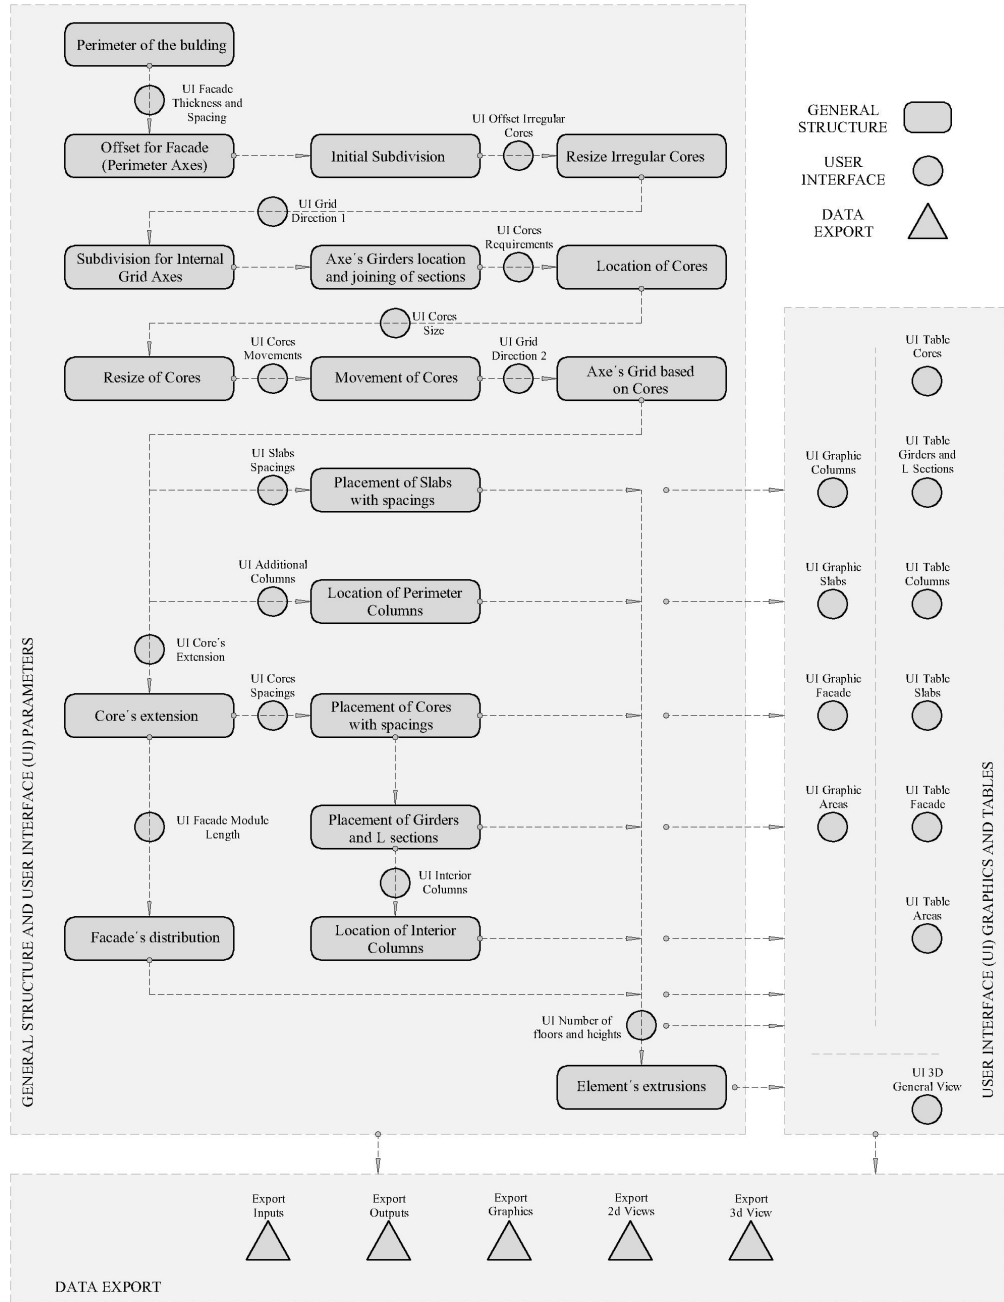 Perimeter of the bulding
UI Facade
Thickness and
Spacing
Offset for Facade
(Perimeter Axes)
Initial Subdivision
UI Offset Irregular
Cores
Resize Irregular Cores
UI Grid
Direction 1
Subdivision for Internal
Grid Axes
Axe´s Girders location
and joining of sections
UI Cores
Requirements
Location of Cores
UI Cores
Size
Resize of Cores
UI Cores
Movements
Movement of Cores
UI Grid
Direction 2
Axe´s Grid based
on Cores
UI Slabs
Spacings
Placement of Slabs
with spacings
UI Additional
Columns
Location of Perimeter
Columns
UI Core´s
Extension
Core´s extension
UI Cores
Spacings
Placement of Cores
with spacings
UI Facade Module
Length
Placement of Girders
and L sections
UI Interior
Columns
Facade´s distribution
Location of Interior
Columns
UI Number of
floors and heights
Element´s extrusions
GENERAL STRUCTURE AND USER INTERFACE (UI) PARAMETERS
GENERAL
STRUCTURE
USER
INTERFACE
DATA
EXPORT
UI Table
Cores
UI Graphic
Columns
UI Table
Girders and
L Sections
UI Graphic
Slabs
UI Table
Columns
UI Graphic
Facade
UI Table
Slabs
UI Graphic
Areas
UI Table
Facade
UI Table
Areas
UI 3D
General View
USER INTERFACE (UI) GRAPHICS AND TABLES
Export
Inputs
Export
Outputs
Export
Graphics
Export
2d Views
Export
3d View
DATA EXPORT